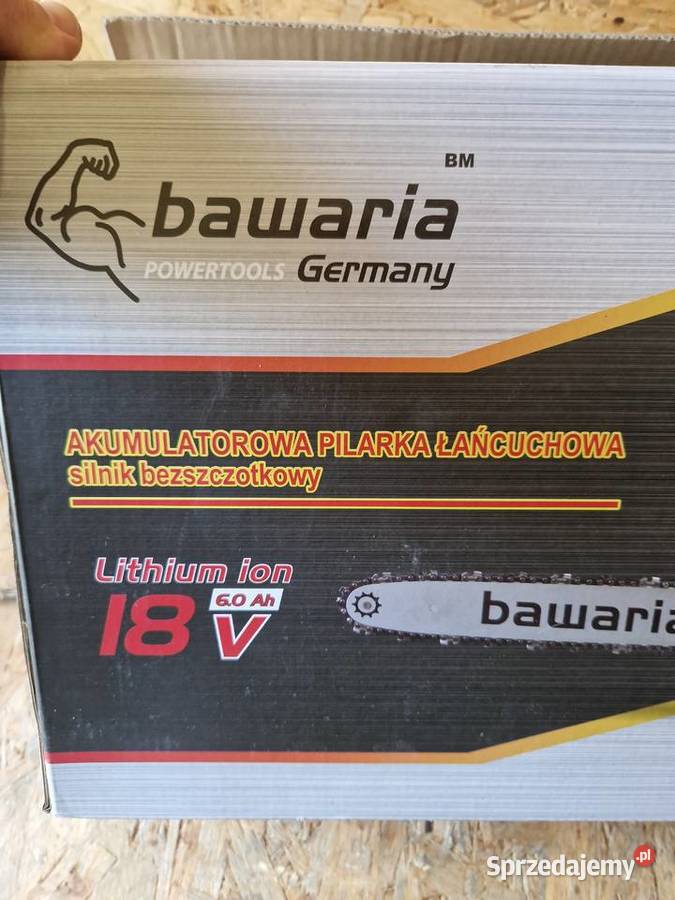 BM
bawaria
POWERTOOLS Germany
AKUMULATOROWA PILARKA ŁAŃCUCHOWA
silnik bezszczotkowy
Lithium ion
18 V 6.0 Ah
bawaria
Sprzedajemy.pl